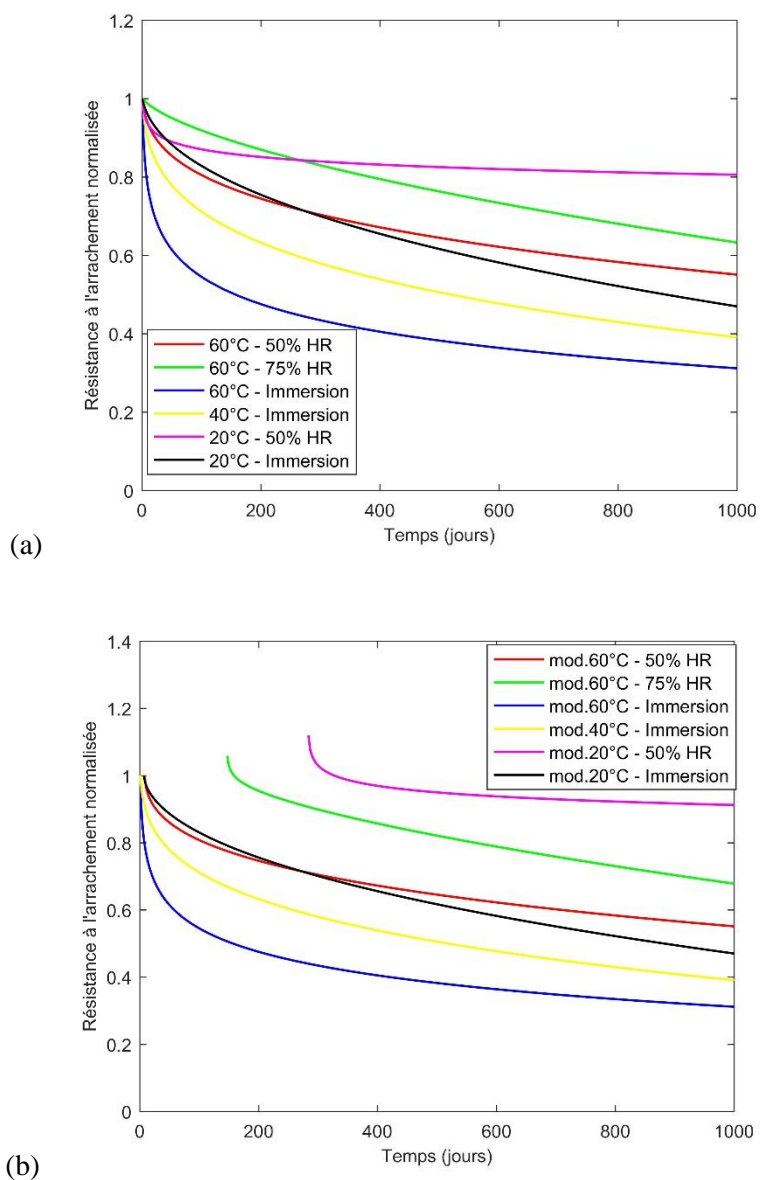 1.2
1
0.8
0.6
0.4
0.2
0
Résistance à l'arrachement normalisée
60°C - 50% HR
60°C - 75% HR
60°C - Immersion
40°C - Immersion
20°C - 50% HR
20°C - Immersion
0 200 400 600 800 1000
Temps (jours)
(a)
1.4
1.2
1
0.8
0.6
0.4
0.2
0
Résistance à l'arrachement normalisée
mod.60°C - 50% HR
mod.60°C - 75% HR
mod.60°C - Immersion
mod.40°C - Immersion
mod.20°C - 50% HR
mod.20°C - Immersion
0 200 400 600 800 1000
Temps (jours)
(b)